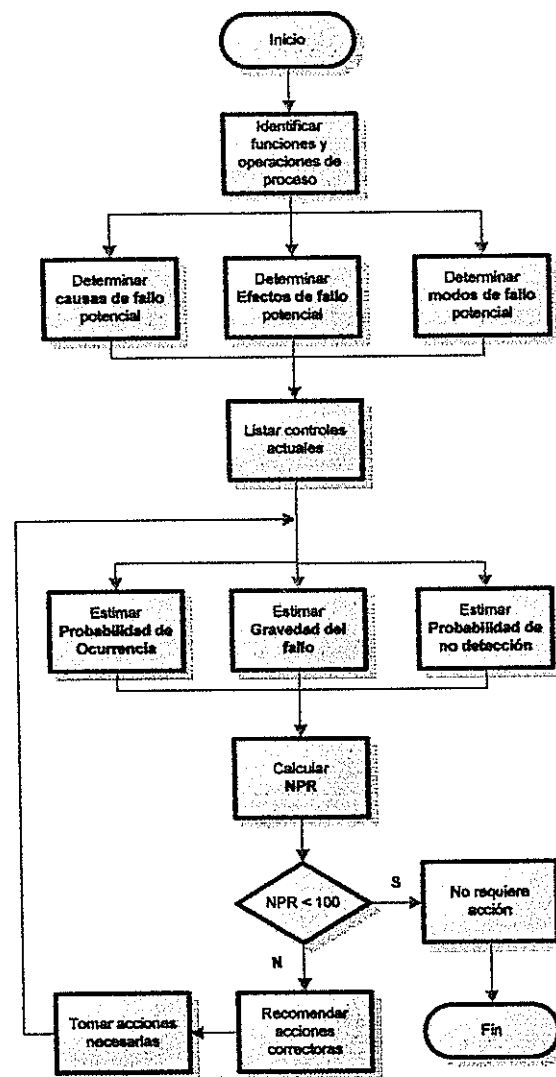 Inicio
Identificar
funciones y
operaciones de
proceso
Determinar
causas de fallo
potencial
Determinar
Efectos de fallo
potencial
Determinar
modos de fallo
potencial
Listar controles
actuales
Estimar
Probabilidad de
Ocurrencia
Estimar
Gravedad del
fallo
Estimar
Probabilidad de
no detección
Calcular
NPR
NPR < 100
S
No requiere
acción
N
Tomar acciones
necesarias
Recomendar
acciones
correctoras
Fin